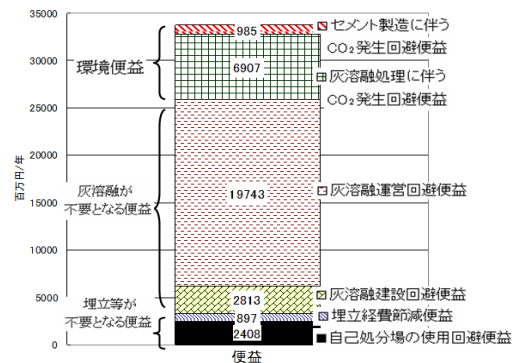 35000
30000
25000
20000
15000
10000
5000
0
百万円/年
環境便益
灰溶融が
不要となる便益
埋立等が
不要となる便益
985
6907
19743
2813
897
2408
便益
セメント製造に伴う
CO₂発生回避便益
灰溶融処理に伴う
CO₂発生回避便益
灰溶融運営回避便益
灰溶融建設回避便益
埋立経費節減便益
自己処分場の使用回避便益